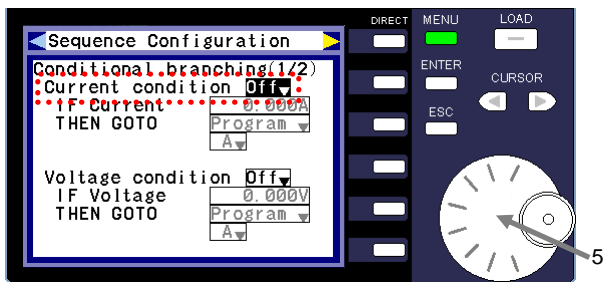 DIRECT MENU LOAD
Sequence Configuration
Conditional branching(1/2)
ENTER
CURSOR
Current condition Off
IF Current 0.000A
ESC
THEN GOTO Program
A
Voltage condition Off
IF Voltage 0.000V
THEN GOTO Program
A
5